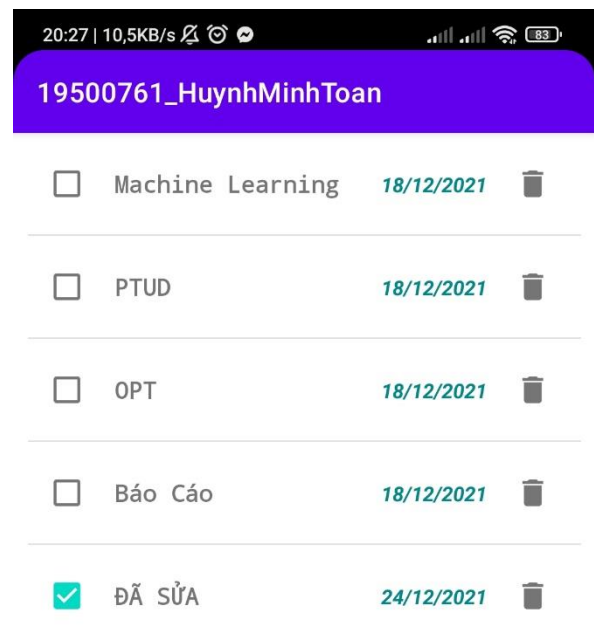 20:27 | 10,5KB/s 83
19500761_HuynhMinhToan
Machine Learning 18/12/2021
PTUD 18/12/2021
OPT 18/12/2021
Báo Cáo 18/12/2021
ĐÃ SỬA 24/12/2021